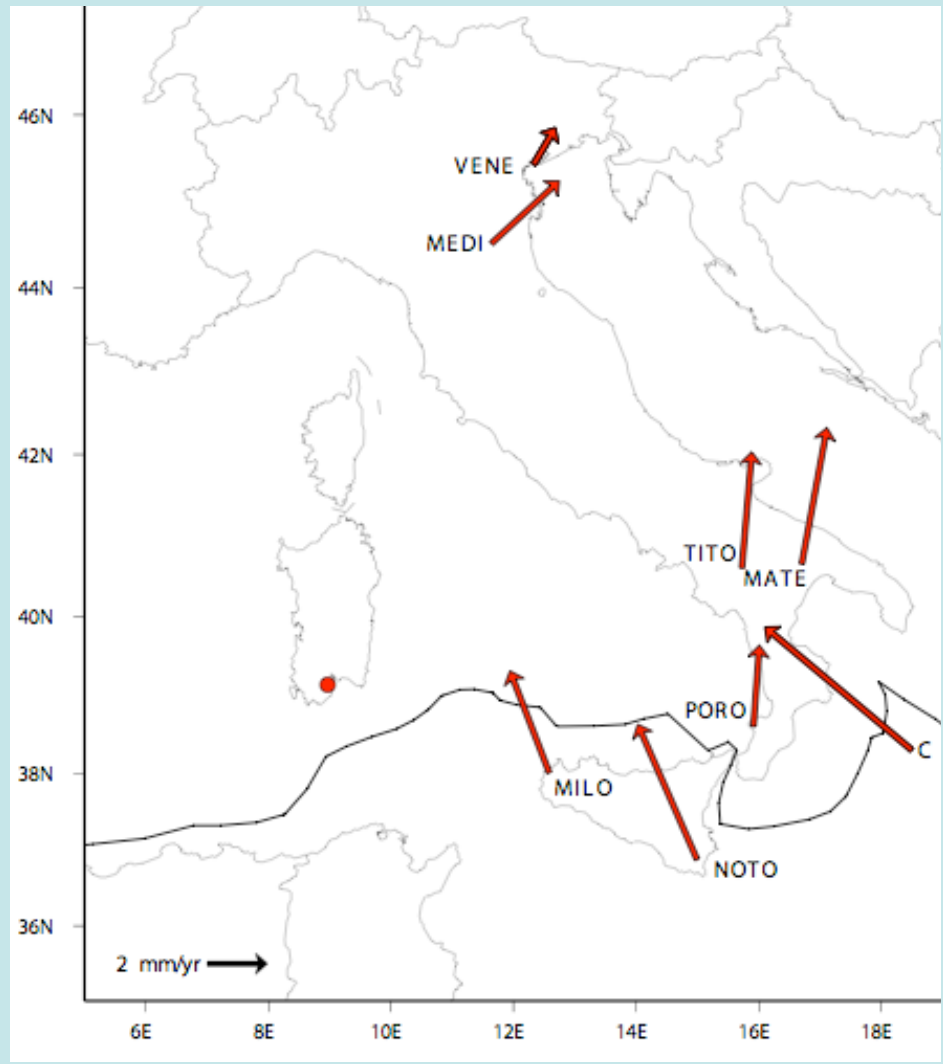 46N
VENE
MEDI
44N
42N
TITO
MATE
40N
PORO
C
38N
MILO
NOTO
36N
2 mm/yr
6E 8E 10E 12E 14E 16E 18E